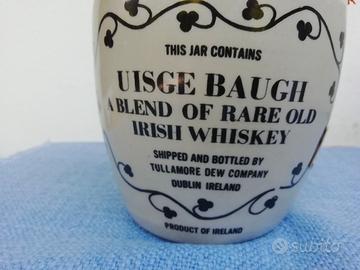 THIS JAR CONTAINS
UISGE BAUGH
A BLEND OF RARE OLD
IRISH WHISKEY
SHIPPED AND BOTTLED BY
TULLAMORE DEW COMPANY
DUBLIN IRELAND
PRODUCT OF IRELAND
subito